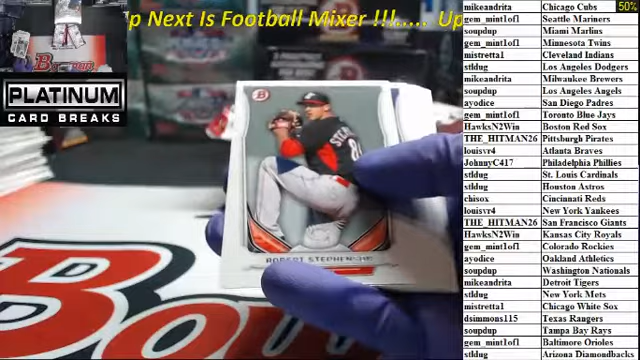 p Next Is Football Mixer !!!..... Up
50%
PLATINUM
CARD BREAKS
mikeandrita Chicago Cubs
gem_mint1of1 Seattle Mariners
soupdup Miami Marlins
gem_mint1of1 Minnesota Twins
mistretta1 Cleveland Indians
stldug Los Angeles Dodgers
mikeandrita Milwaukee Brewers
soupdup Los Angeles Angels
ayodice San Diego Padres
gem_mint1of1 Toronto Blue Jays
HawksN2Win Boston Red Sox
THE_HITMAN26 Pittsburgh Pirates
louisvr4 Atlanta Braves
JohnnyC417 Philadelphia Phillies
stldug St. Louis Cardinals
stldug Houston Astros
chisox Cincinnati Reds
louisvr4 New York Yankees
THE_HITMAN26 San Francisco Giants
HawksN2Win Kansas City Royals
gem_mint1of1 Colorado Rockies
ayodice Oakland Athletics
soupdup Washington Nationals
mikeandrita Detroit Tigers
stldug New York Mets
mistretta1 Chicago White Sox
dsimmons115 Texas Rangers
soupdup Tampa Bay Rays
gem_mint1of1 Baltimore Orioles
stldug Arizona Diamondbacks
ROBERT STEPHENSON